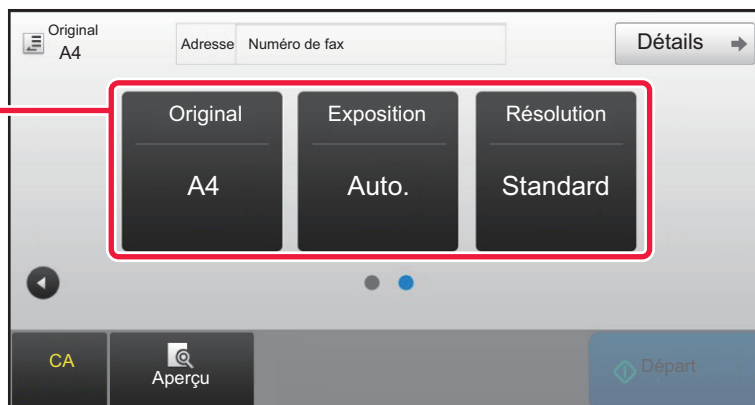 Original
A4
Adresse Numéro de fax
Détails
Original Exposition Résolution
A4 Auto. Standard
CA
Aperçu
Départ